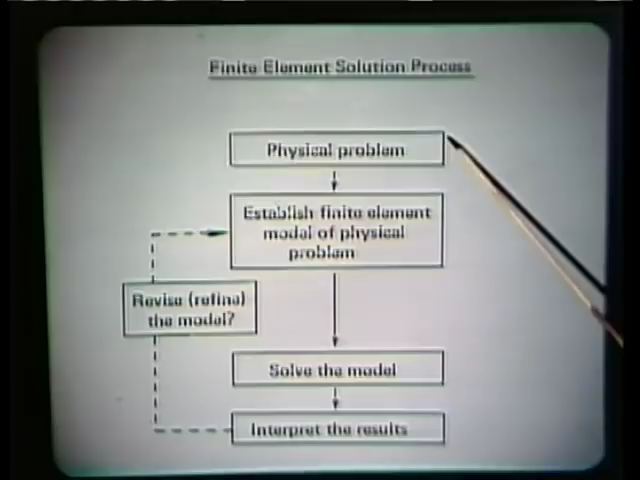 Finite Element Solution Process
Physical problem
Establish finite element
model of physical
problem
Revise (refine)
the model?
Solve the model
Interpret the results